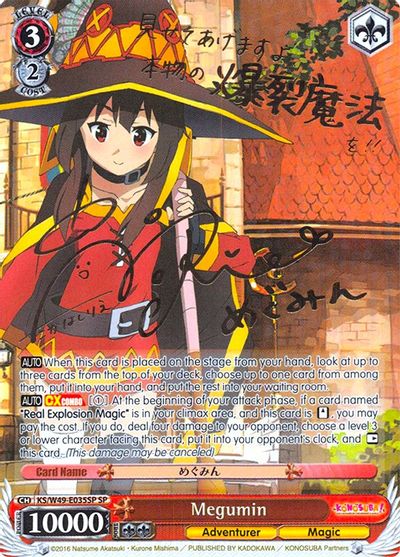 LEVEL
3
2
COST
見せてあげますよ
本物の
爆裂魔法
を!!
めぐみん
AUTO When this card is placed on the stage from your hand, look at up to
three cards from the top of your deck, choose up to one card from among
them, put it into your hand, and put the rest into your waiting room.
AUTO CX COMBO [(1)] At the beginning of your attack phase, if a card named
"Real Explosion Magic" is in your climax area, and this card is , you may
pay the cost. If you do, deal four damage to your opponent, choose a level 3
or lower character facing this card, put it into your opponent's clock, and
this card. (This damage may be canceled)
Card Name めぐみん
CH KS/W49-E035SP SP
POWER 10000 SOUL Megumin KONOSUBA!
Adventurer Magic
©2016 Natsume Akatsuki・Kurone Mishima / PUBLISHED BY KADOKAWA / KONOSUBA Partners